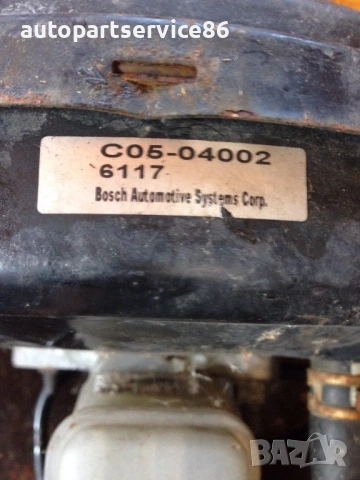 autopartservice86
C05-04002
6117
Bosch Automotive Systems Corp.
BAZAR